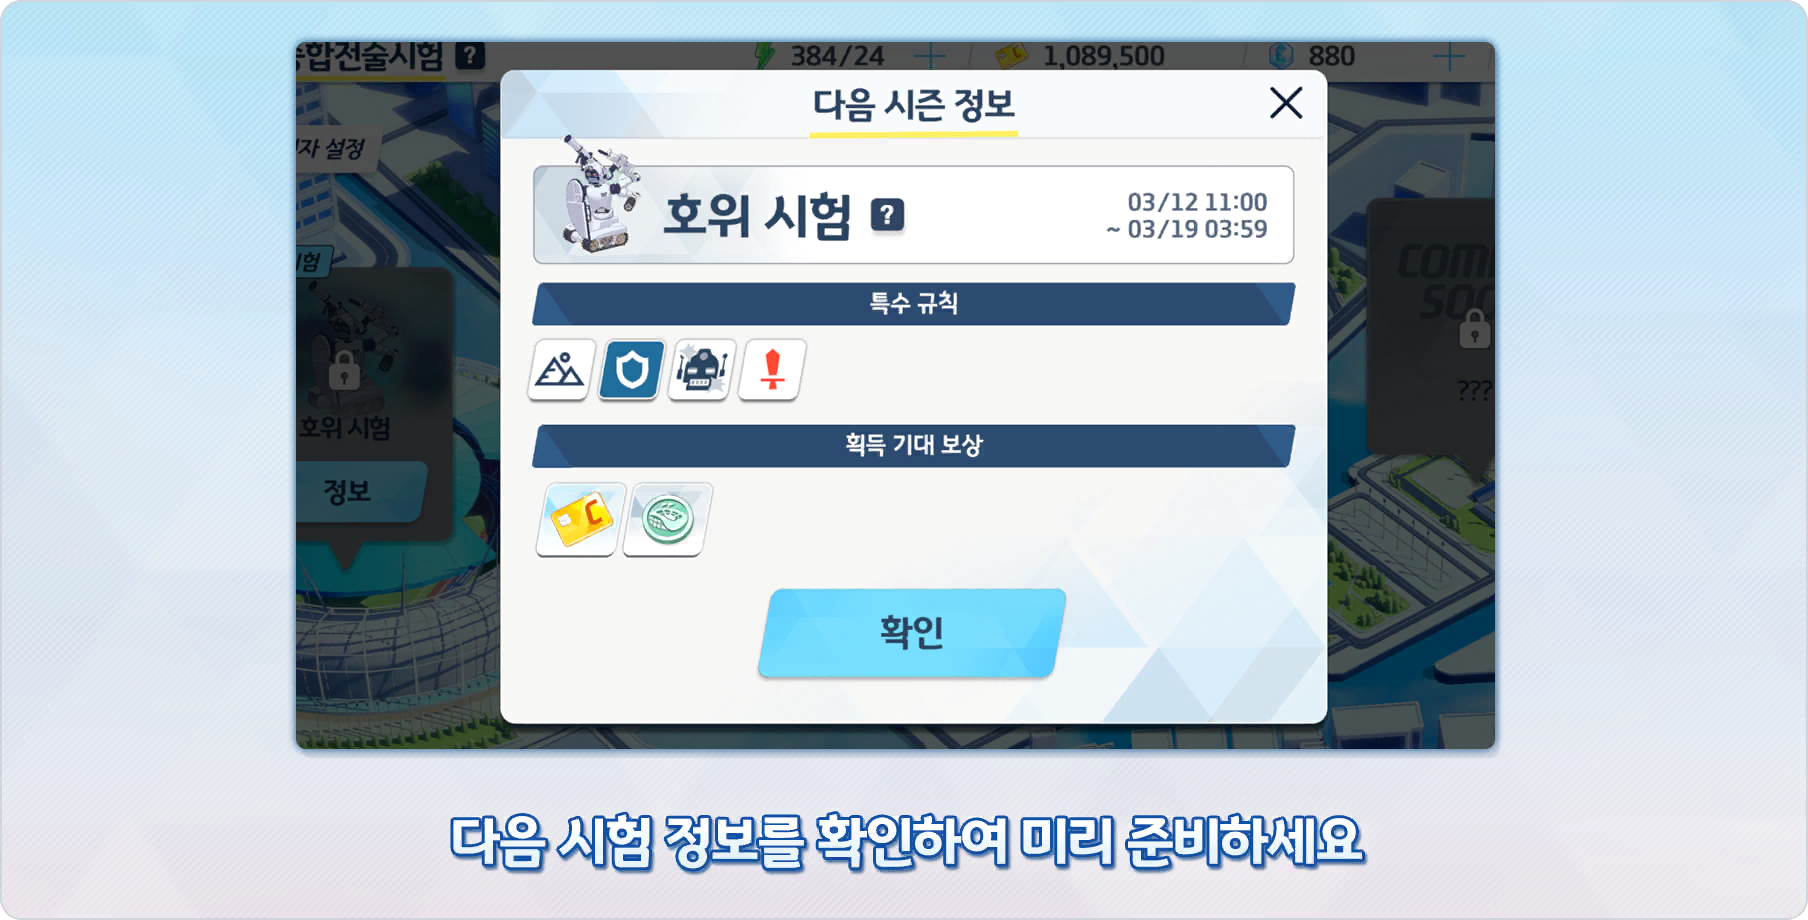 종합전술시험 ?
384/24
1,089,500
880
다음 시즌 정보
자 설정
호위 시험 ?
03/12 11:00
~ 03/19 03:59
특수 규칙
획득 기대 보상
C
확인
시험
호위 시험
정보
???
다음 시험 정보를 확인하여 미리 준비하세요